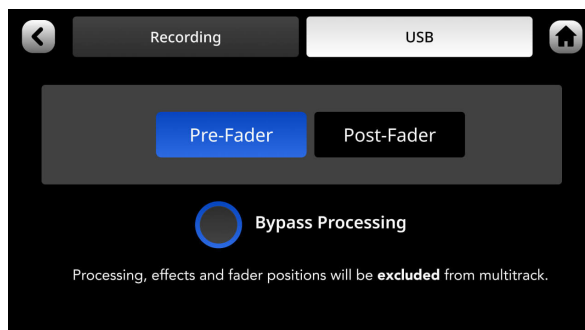 Recording
USB
Pre-Fader
Post-Fader
Bypass Processing
Processing, effects and fader positions will be excluded from multitrack.